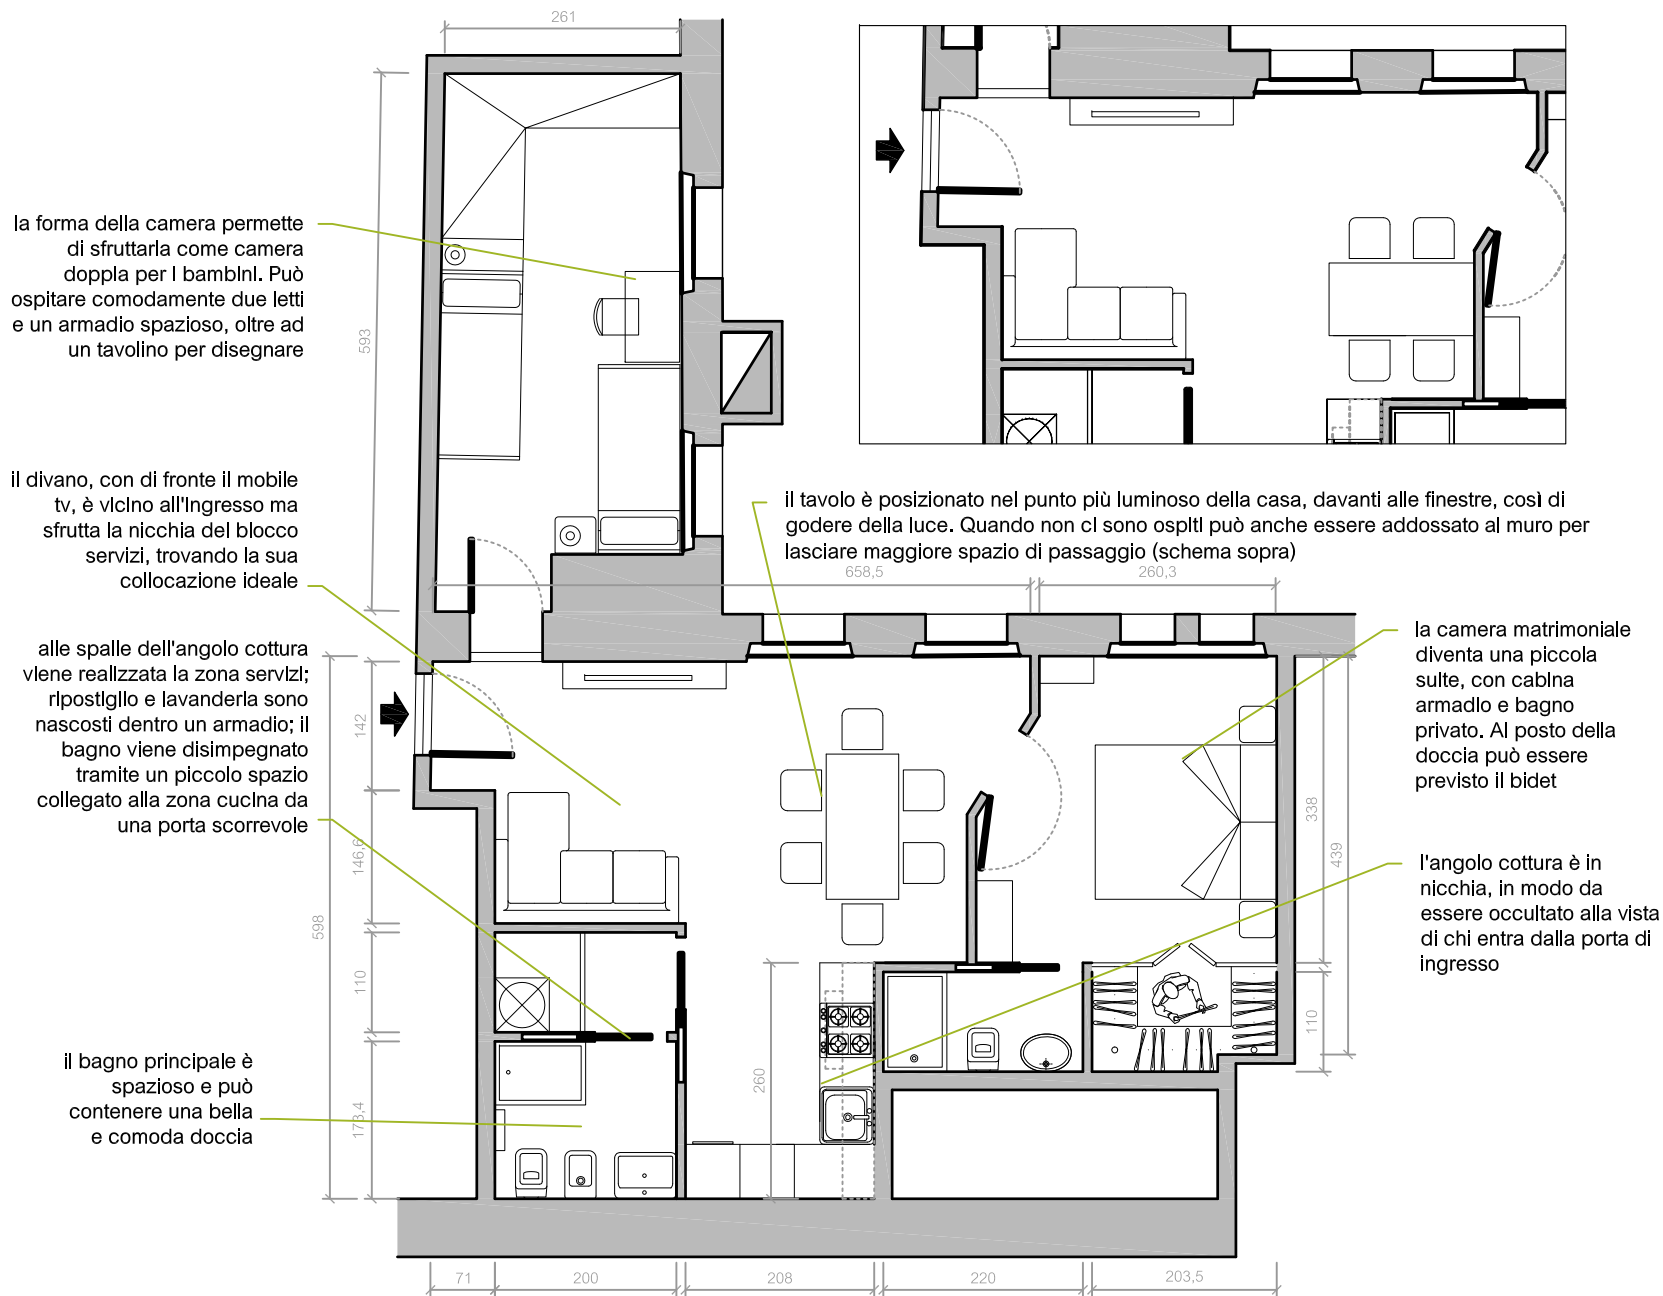 261
la forma della camera permette
di sfruttarla come camera
doppia per i bambini. Può
ospitare comodamente due letti
e un armadio spazioso, oltre ad
un tavolino per disegnare
593
il divano, con di fronte il mobile
tv, è vicino all'ingresso ma
sfrutta la nicchia del blocco
servizi, trovando la sua
collocazione ideale
il tavolo è posizionato nel punto più luminoso della casa, davanti alle finestre, così di
godere della luce. Quando non ci sono ospiti può anche essere addossato al muro per
lasciare maggiore spazio di passaggio (schema sopra)
658,5
260,3
alle spalle dell'angolo cottura
viene realizzata la zona servizi;
ripostiglio e lavanderia sono
nascosti dentro un armadio; il
bagno viene disimpegnato
tramite un piccolo spazio
collegato alla zona cucina da
una porta scorrevole
la camera matrimoniale
diventa una piccola
suite, con cabina
armadio e bagno
privato. Al posto della
doccia può essere
previsto il bidet
142
146,6
598
110
173,4
338
439
110
260
l'angolo cottura è in
nicchia, in modo da
essere occultato alla vista
di chi entra dalla porta di
ingresso
il bagno principale è
spazioso e può
contenere una bella
e comoda doccia
71
200
208
220
203,5